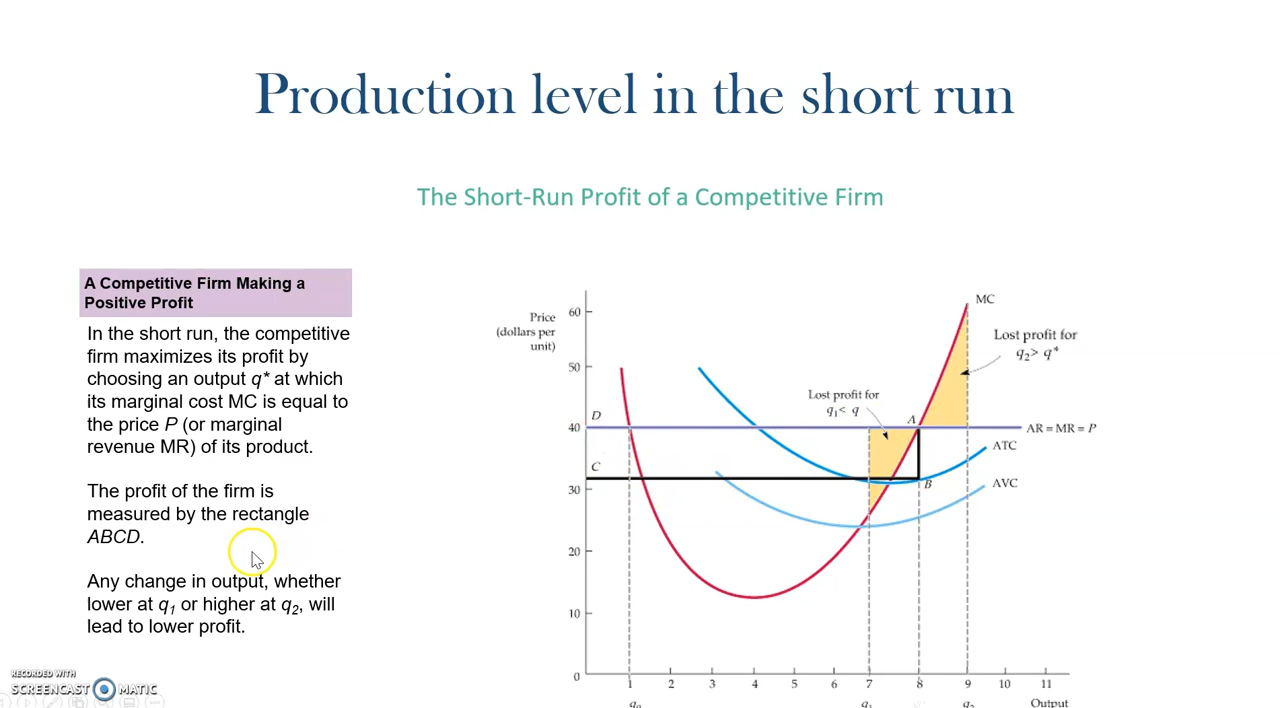 Production level in the short run
The Short-Run Profit of a Competitive Firm
A Competitive Firm Making a
Positive Profit
In the short run, the competitive
firm maximizes its profit by
choosing an output q* at which
its marginal cost MC is equal to
the price P (or marginal
revenue MR) of its product.
The profit of the firm is
measured by the rectangle
ABCD.
Any change in output, whether
lower at q1 or higher at q2, will
lead to lower profit.
Price
(dollars per
unit)
60
50
40
30
20
10
0
MC
Lost profit for
q2> q*
Lost profit for
q1< q
D
A
AR = MR = P
ATC
C
B
AVC
1 2 3 4 5 6 7 8 9 10 11
q0 q1 q2 Output
RECORDED WITH
SCREENCAST MATIC